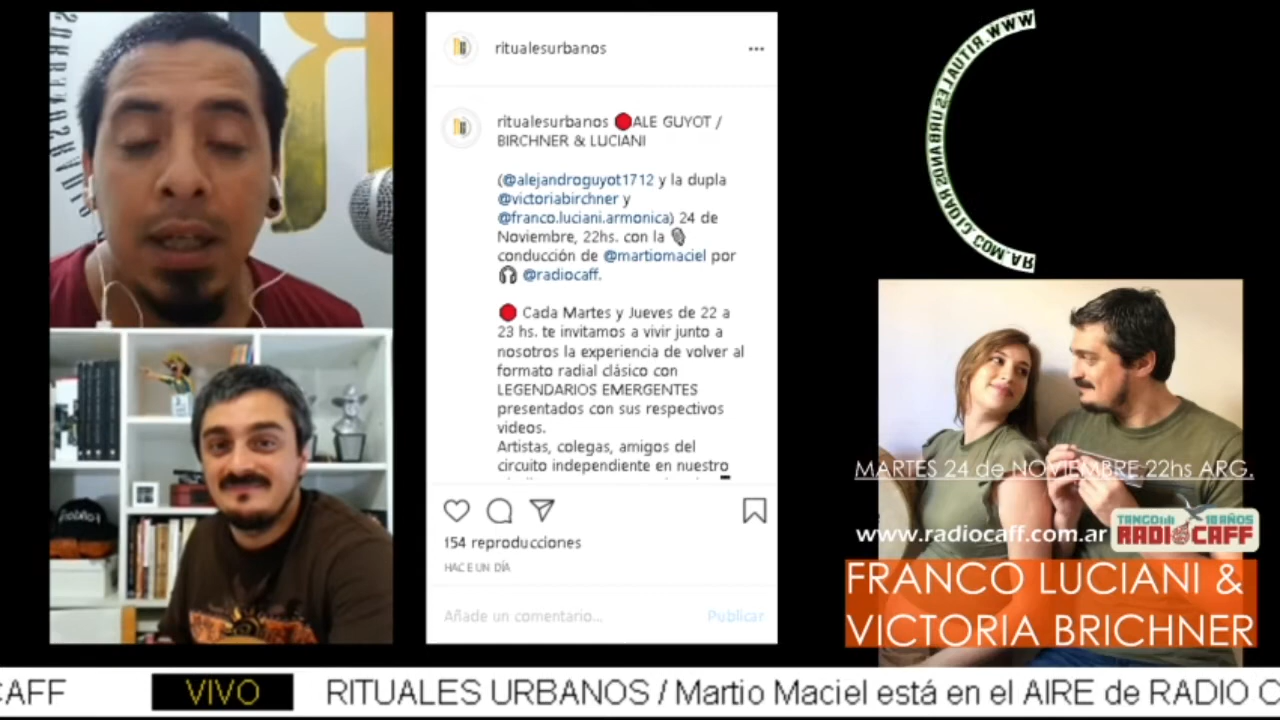 ritualesurbanos
ritualesurbanos 🔴ALE GUYOT /
BIRCHNER & LUCIANI
(@alejandroguyot1712 y la dupla
@victoriabirchner y
@franco.luciani.armonica) 24 de
Noviembre, 22hs. con la 🎙
conducción de @martiomaciel por
🎧 @radiocaff.
🔴 Cada Martes y Jueves de 22 a
23 hs. te invitamos a vivir junto a
nosotros la experiencia de volver al
formato radial clásico con
LEGENDARIOS EMERGENTES
presentados con sus respectivos
videos.
Artistas, colegas, amigos del
circuito independiente en nuestro
154 reproducciones
HACE UN DÍA
Añade un comentario...
Publicar
WWW.RITUALESURBANOSRADIO.COM.AR
MARTES 24 de NOVIEMBRE 22hs ARG.
www.radiocaff.com.ar
TANGO
10 AÑOS
RADIO CAFF
FRANCO LUCIANI &
VICTORIA BRICHNER
CAFF
VIVO
RITUALES URBANOS / Martio Maciel está en el AIRE de RADIO C